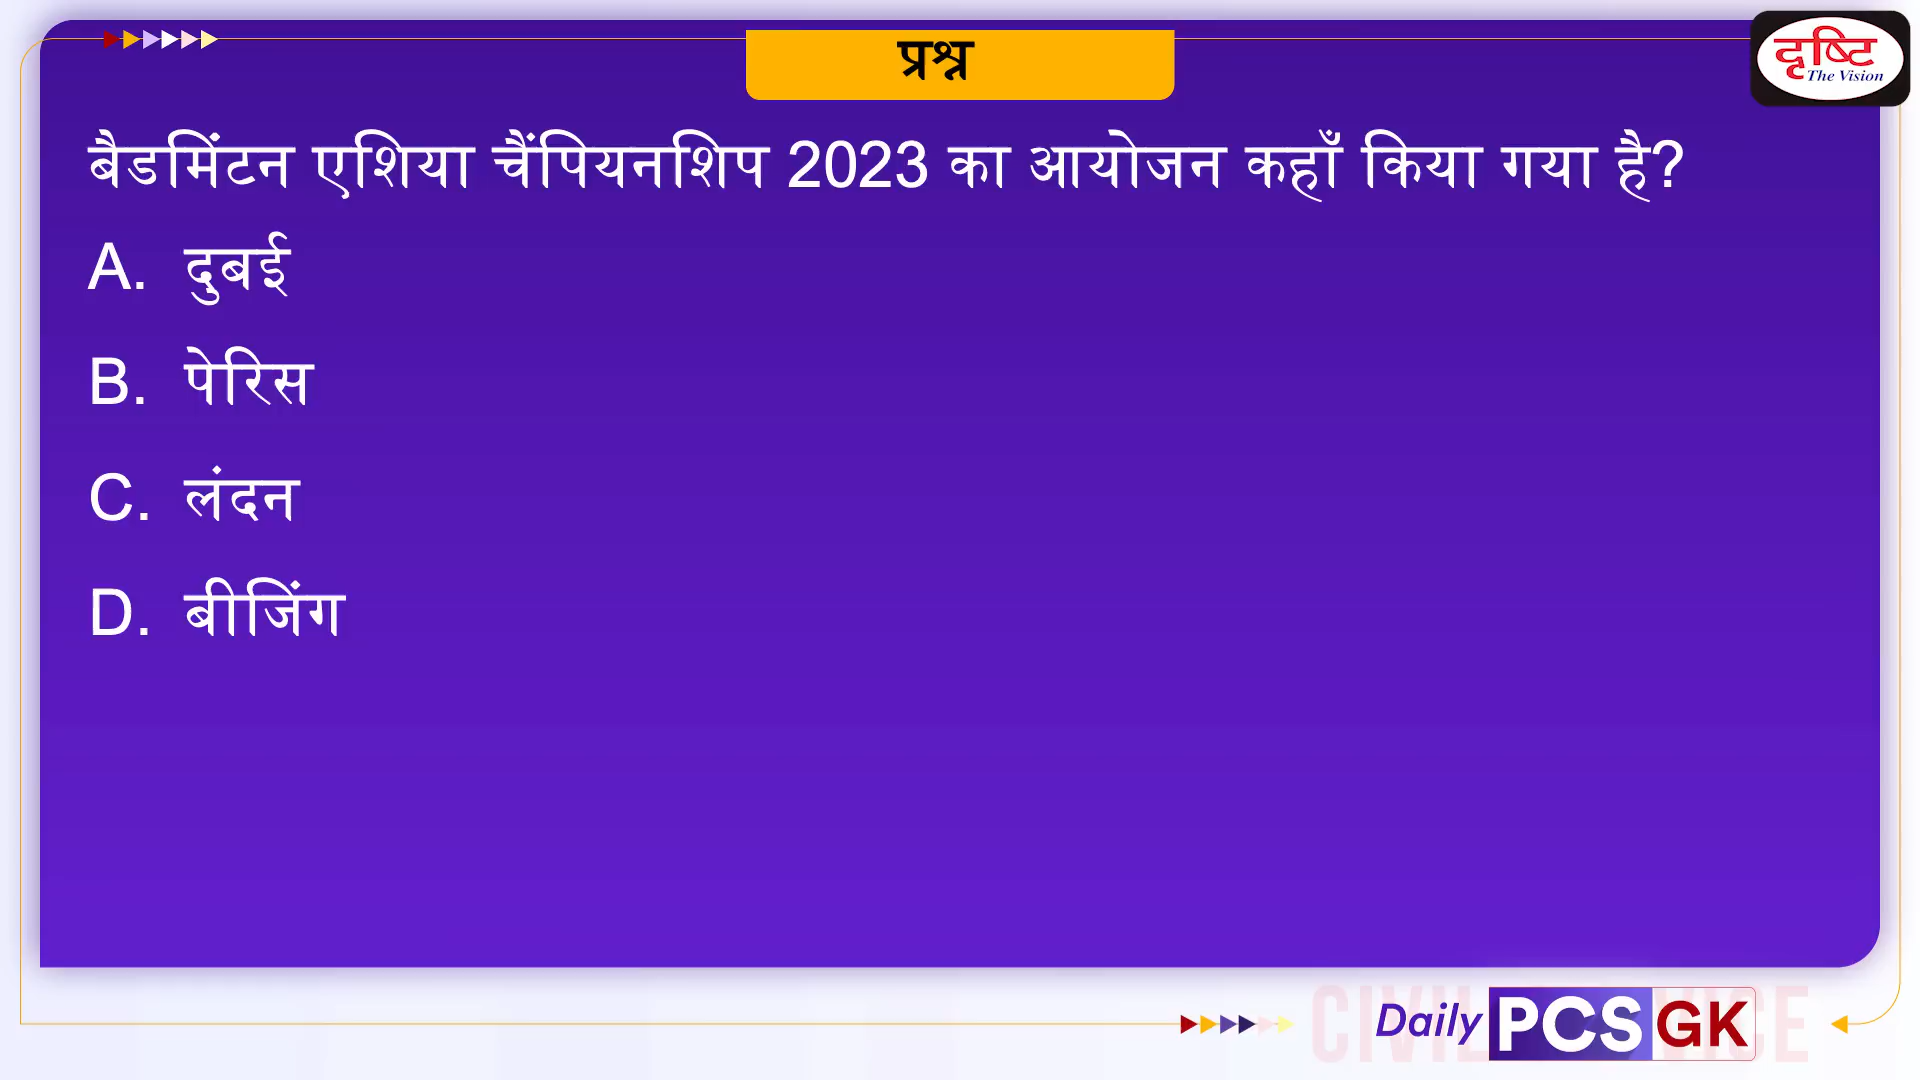 प्रश्न
दृष्टि
The Vision
बैडमिंटन एशिया चैंपियनशिप 2023 का आयोजन कहाँ किया गया है?
A. दुबई
B. पेरिस
C. लंदन
D. बीजिंग
Daily PCS GK